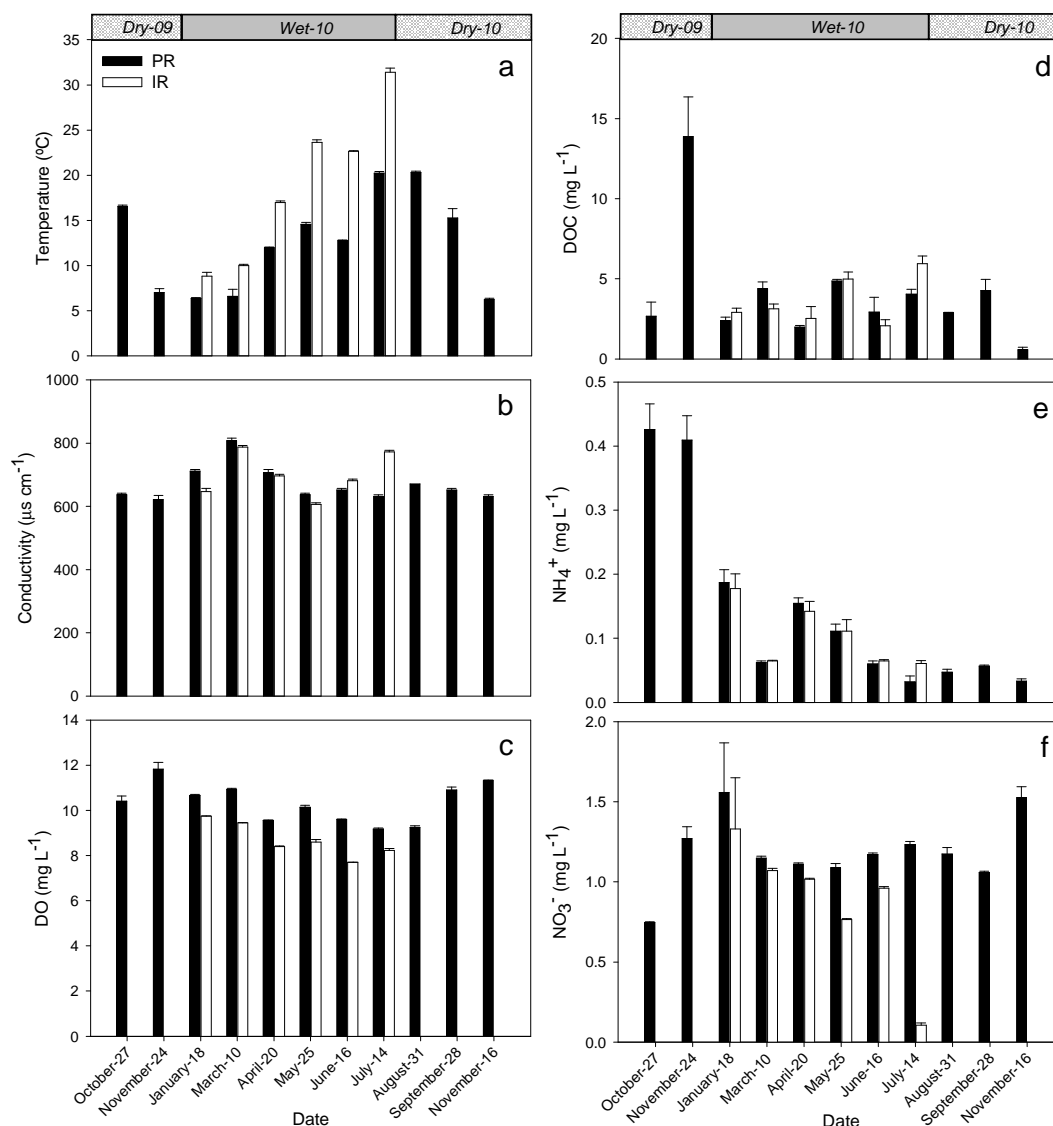 Dry-09 Wet-10 Dry-10
PR
IR
a
Temperature (ºC)
35
30
25
20
15
10
5
0
b
Conductivity (µs cm⁻¹)
1000
800
600
400
200
0
c
DO (mg L⁻¹)
14
12
10
8
6
4
2
0
October-27
November-24
January-18
March-10
April-20
May-25
June-16
July-14
August-31
September-28
November-16
Date
Dry-09 Wet-10 Dry-10
d
DOC (mg L⁻¹)
20
15
10
5
0
e
NH₄⁺ (mg L⁻¹)
0.5
0.4
0.3
0.2
0.1
0.0
f
NO₃⁻ (mg L⁻¹)
2.0
1.5
1.0
0.5
0.0
October-27
November-24
January-18
March-10
April-20
May-25
June-16
July-14
August-31
September-28
November-16
Date